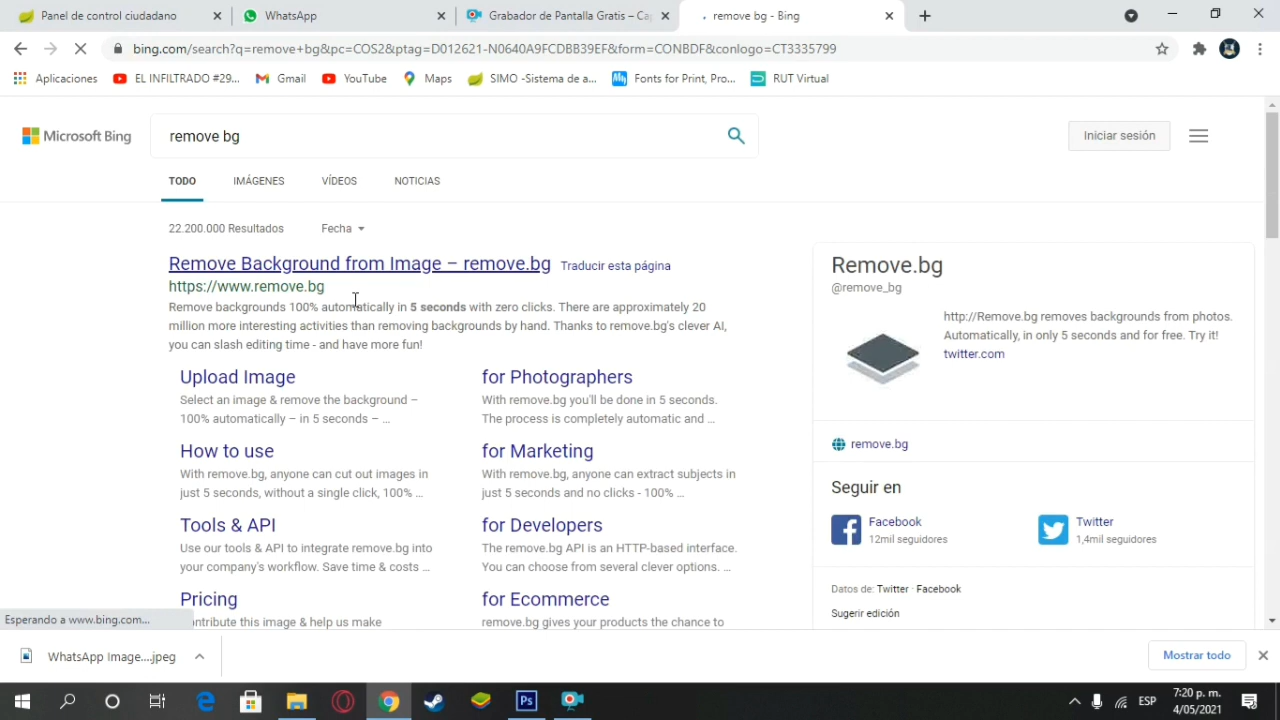 Panel de control ciudadano
WhatsApp
Grabador de Pantalla Gratis – Ca
remove bg - Bing
bing.com/search?q=remove+bg&pc=COS2&ptag=D012621-N0640A9FCDBB39EF&form=CONBDF&conlogo=CT3335799
Aplicaciones
EL INFILTRADO #29...
Gmail
YouTube
Maps
SIMO -Sistema de a...
Fonts for Print, Pro...
RUT Virtual
Microsoft Bing
remove bg
Iniciar sesión
TODO
IMÁGENES
VÍDEOS
NOTICIAS
22.200.000 Resultados
Fecha
Remove Background from Image – remove.bg
Traducir esta página
https://www.remove.bg
Remove backgrounds 100% automatically in 5 seconds with zero clicks. There are approximately 20
million more interesting activities than removing backgrounds by hand. Thanks to remove.bg's clever AI,
you can slash editing time - and have more fun!
Upload Image
Select an image & remove the background –
100% automatically – in 5 seconds – ...
for Photographers
With remove.bg you'll be done in 5 seconds.
The process is completely automatic and ...
How to use
With remove.bg, anyone can cut out images in
just 5 seconds, without a single click, 100% ...
for Marketing
With remove.bg, anyone can extract subjects in
just 5 seconds and no clicks - 100% ...
Tools & API
Use our tools & API to integrate remove.bg into
your company's workflow. Save time & costs ...
for Developers
The remove.bg API is an HTTP-based interface.
You can choose from several clever options. ...
Pricing
ontribute this image & help us make
for Ecommerce
remove.bg gives your products the chance to
Remove.bg
@remove_bg
http://Remove.bg removes backgrounds from photos.
Automatically, in only 5 seconds and for free. Try it!
twitter.com
remove.bg
Seguir en
Facebook
12mil seguidores
Twitter
1,4mil seguidores
Datos de: Twitter · Facebook
Sugerir edición
Esperando a www.bing.com...
WhatsApp Image....jpeg
Mostrar todo
Ps
ESP
7:20 p. m.
4/05/2021